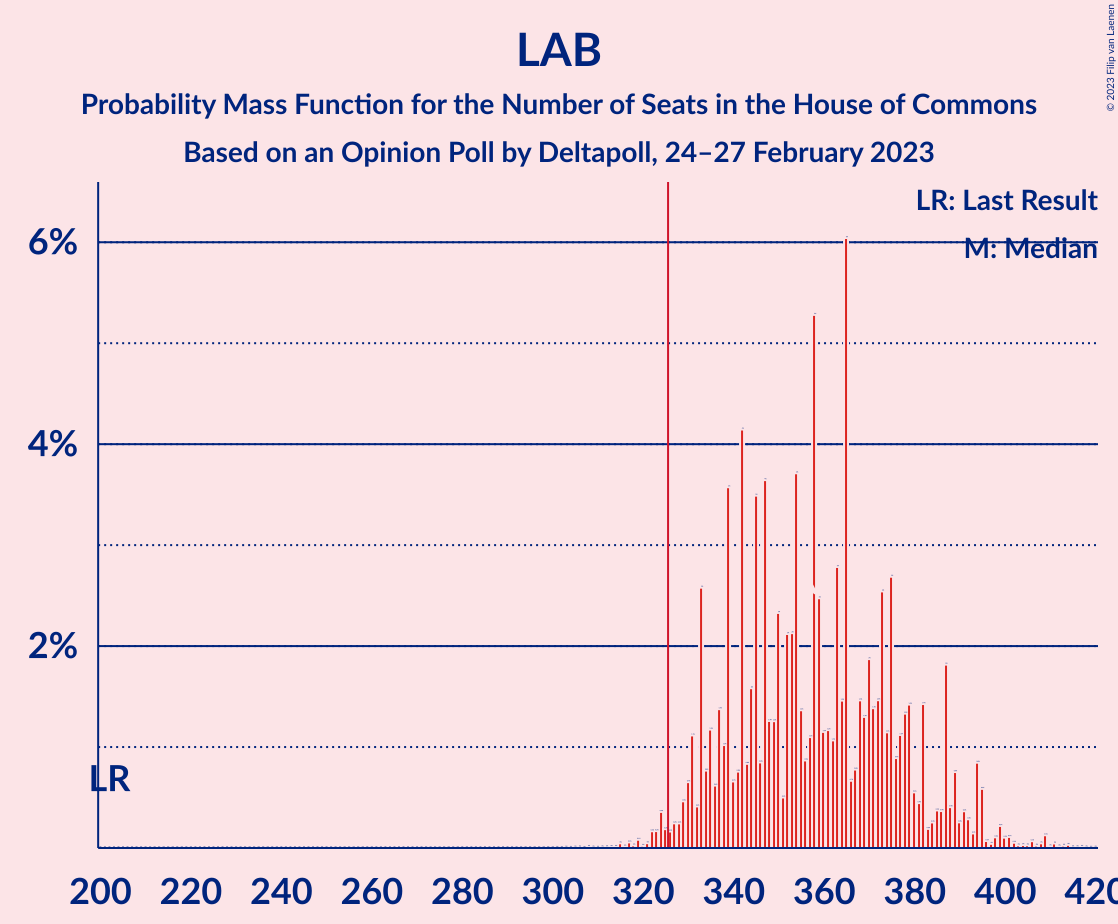 LAB
Probability Mass Function for the Number of Seats in the House of Commons
Based on an Opinion Poll by Deltapoll, 24–27 February 2023
© 2023 Filip van Laenen
LR: Last Result
M: Median
6%
4%
2%
LR
200 220 240 260 280 300 320 340 360 380 400 420